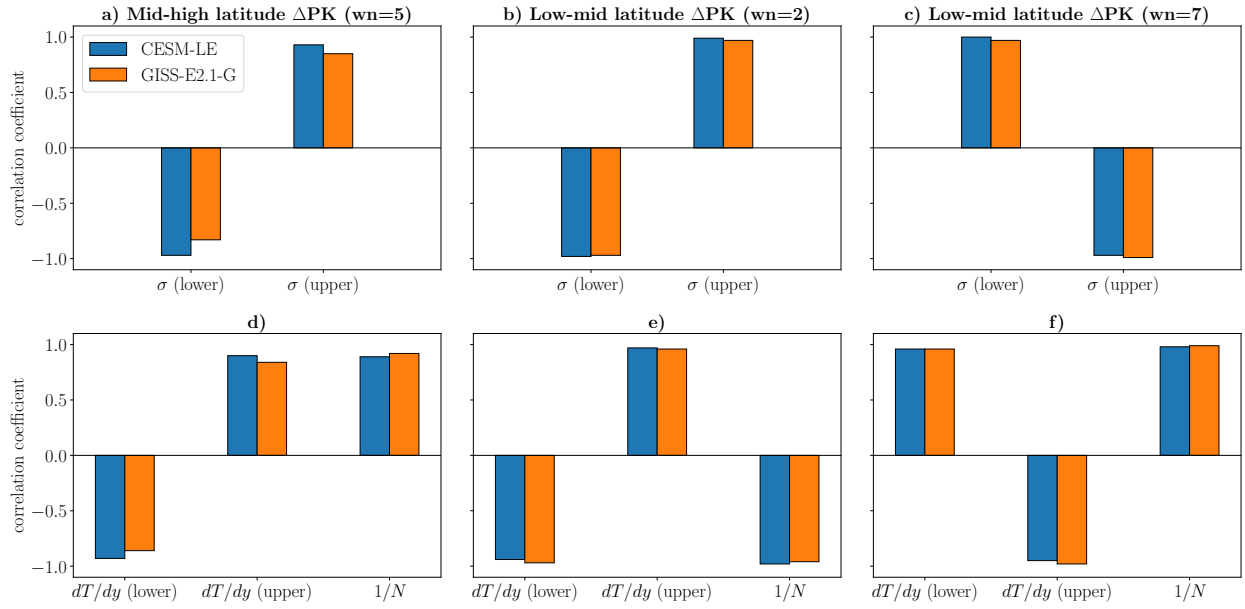 a) Mid-high latitude ΔPK (wn=5)
b) Low-mid latitude ΔPK (wn=2)
c) Low-mid latitude ΔPK (wn=7)
CESM-LE
GISS-E2.1-G
correlation coefficient
1.0
0.5
0.0
−0.5
−1.0
σ (lower)
σ (upper)
σ (lower)
σ (upper)
σ (lower)
σ (upper)
d)
e)
f)
correlation coefficient
1.0
0.5
0.0
−0.5
−1.0
dT/dy (lower)
dT/dy (upper)
1/N
dT/dy (lower)
dT/dy (upper)
1/N
dT/dy (lower)
dT/dy (upper)
1/N